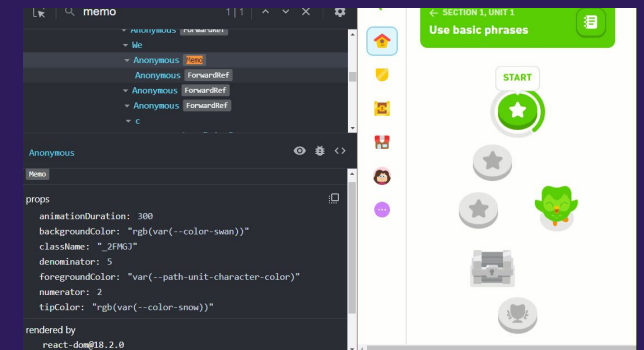 memo
1|1
Anonymous ForwardRef
We
Anonymous Memo
Anonymous ForwardRef
Anonymous ForwardRef
Anonymous ForwardRef
c
Anonymous
Memo
props
animationDuration: 300
backgroundColor: "rgb(var(--color-swan))"
className: "_2FMGJ"
denominator: 5
foregroundColor: "var(--path-unit-character-color)"
numerator: 2
tipColor: "rgb(var(--color-snow))"
rendered by
react-dom@18.2.0
← SECTION 1, UNIT 1
Use basic phrases
START